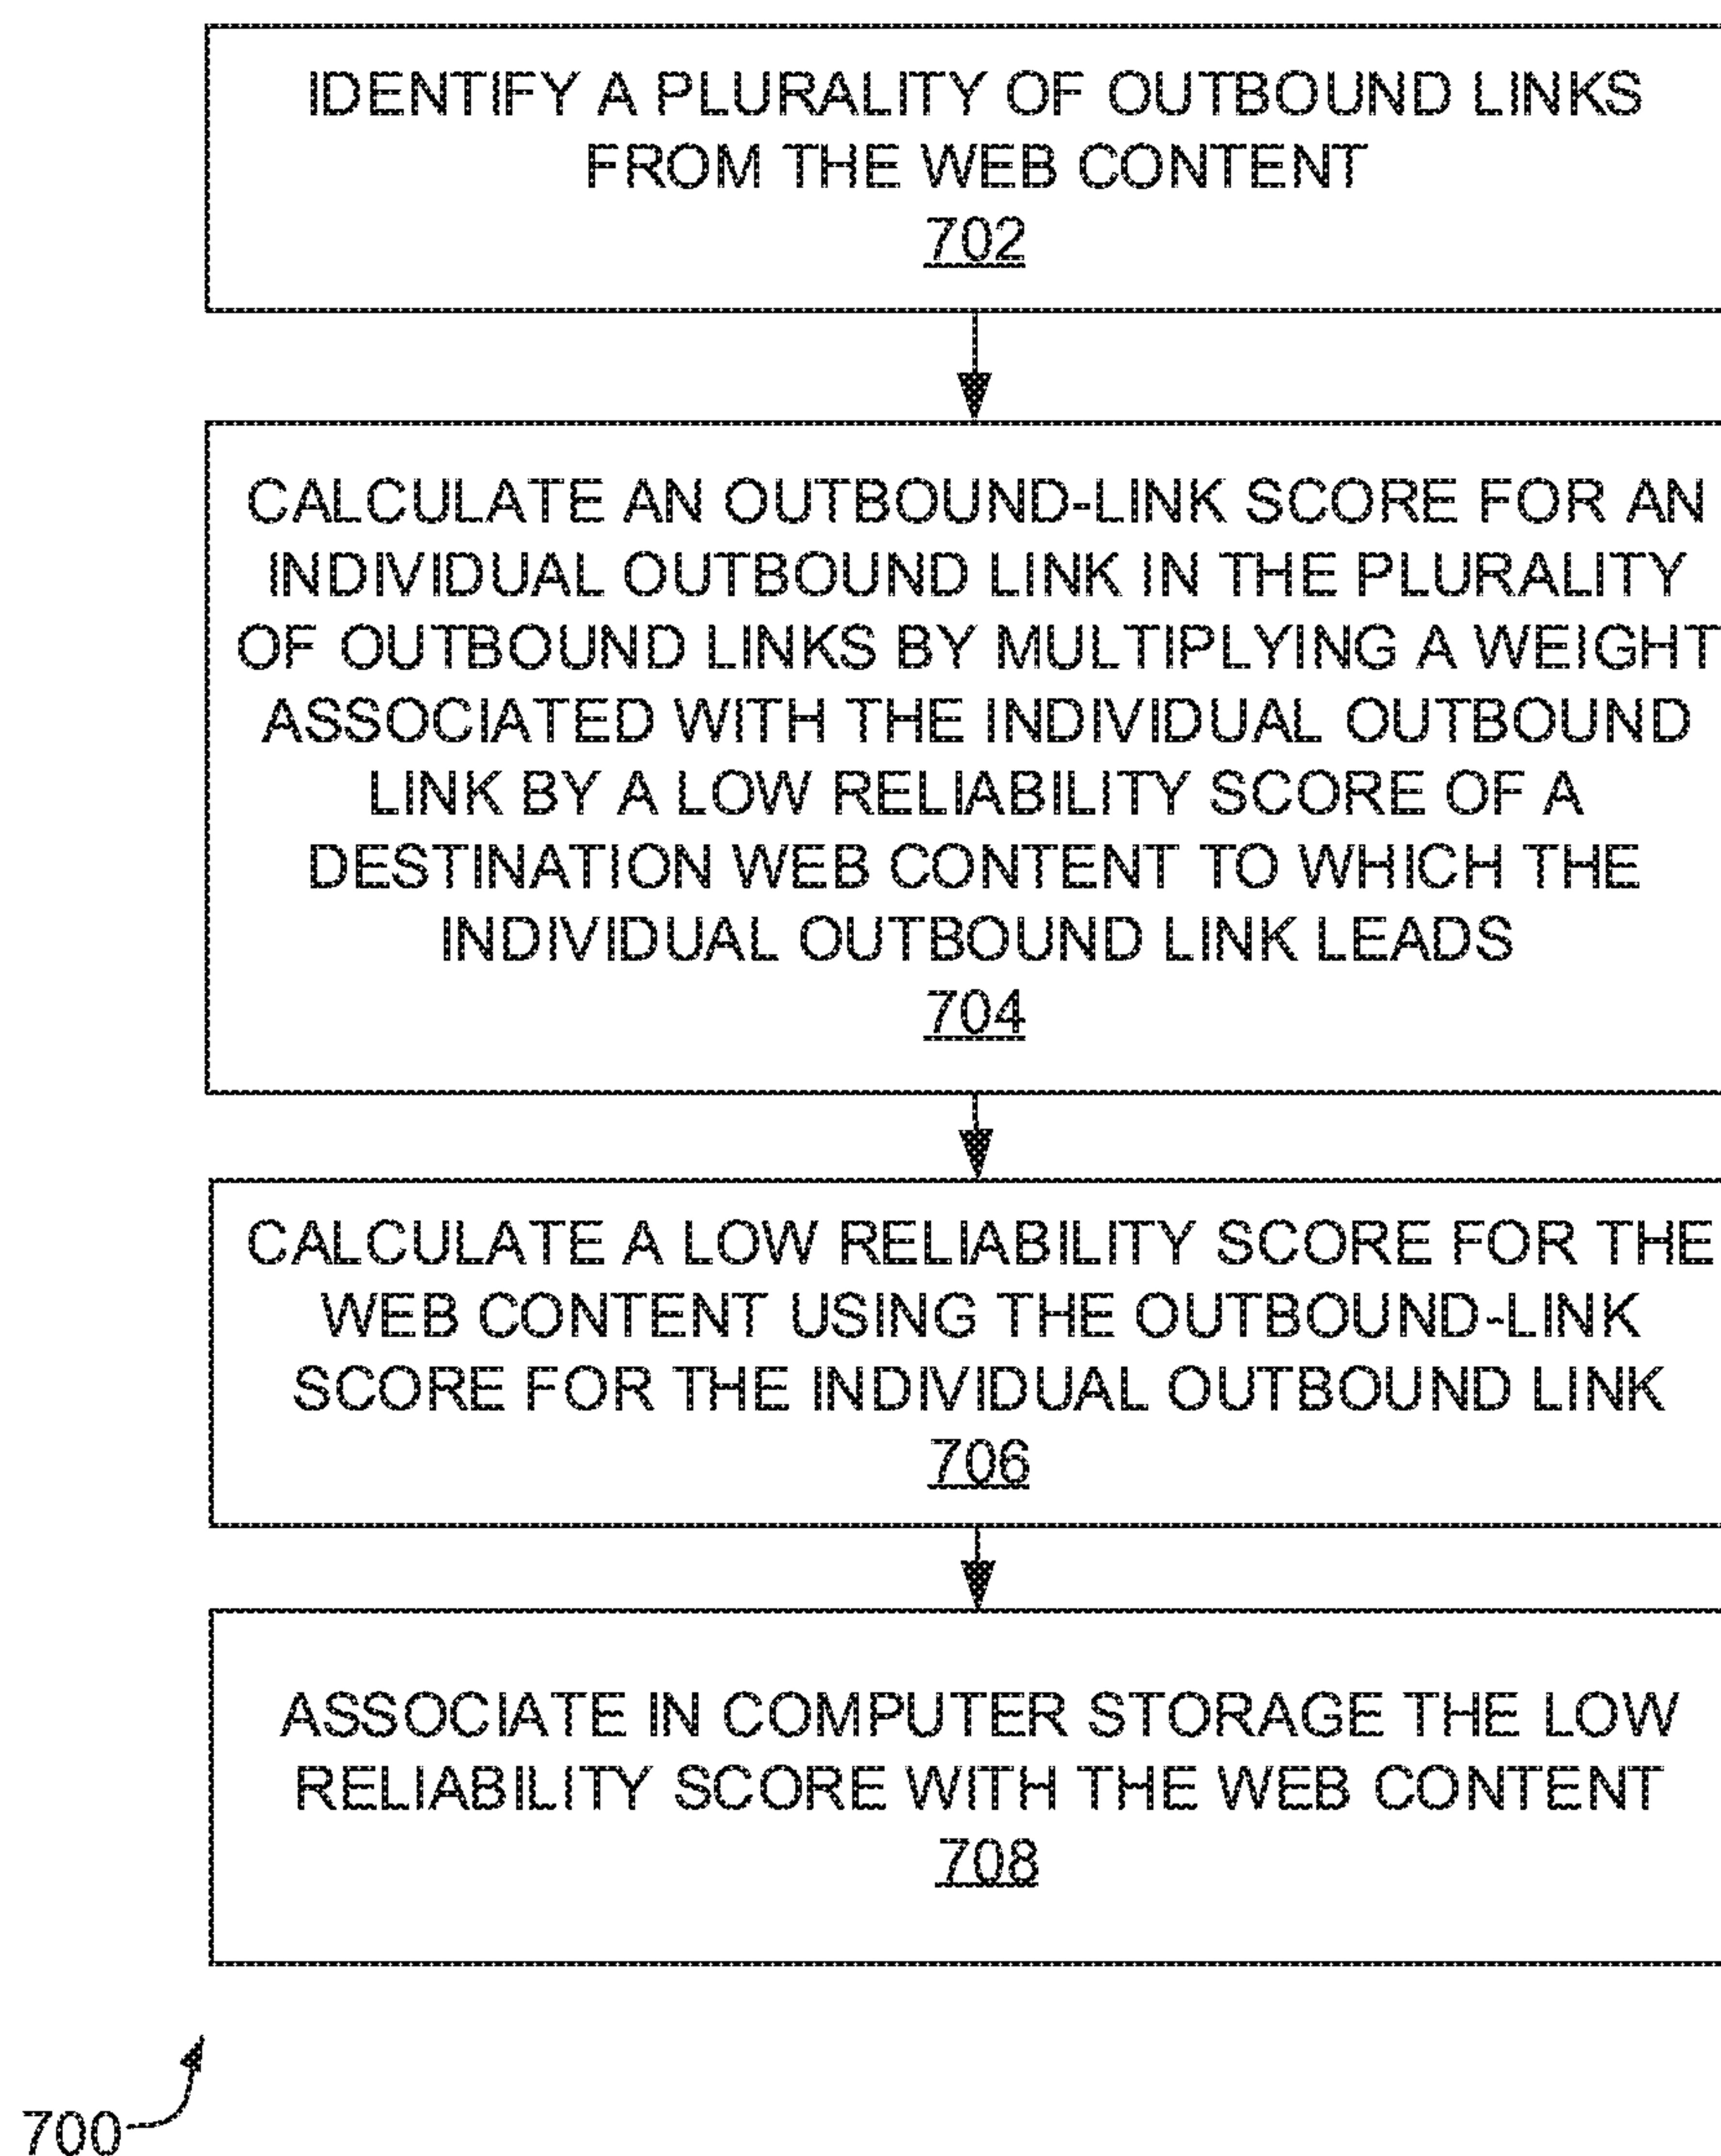 IDENTIFY A PLURALITY OF OUTBOUND LINKS
FROM THE WEB CONTENT
702
CALCULATE AN OUTBOUND-LINK SCORE FOR AN
INDIVIDUAL OUTBOUND LINK IN THE PLURALITY
OF OUTBOUND LINKS BY MULTIPLYING A WEIGHT
ASSOCIATED WITH THE INDIVIDUAL OUTBOUND
LINK BY A LOW RELIABILITY SCORE OF A
DESTINATION WEB CONTENT TO WHICH THE
INDIVIDUAL OUTBOUND LINK LEADS
704
CALCULATE A LOW RELIABILITY SCORE FOR THE
WEB CONTENT USING THE OUTBOUND-LINK
SCORE FOR THE INDIVIDUAL OUTBOUND LINK
706
ASSOCIATE IN COMPUTER STORAGE THE LOW
RELIABILITY SCORE WITH THE WEB CONTENT
708
700